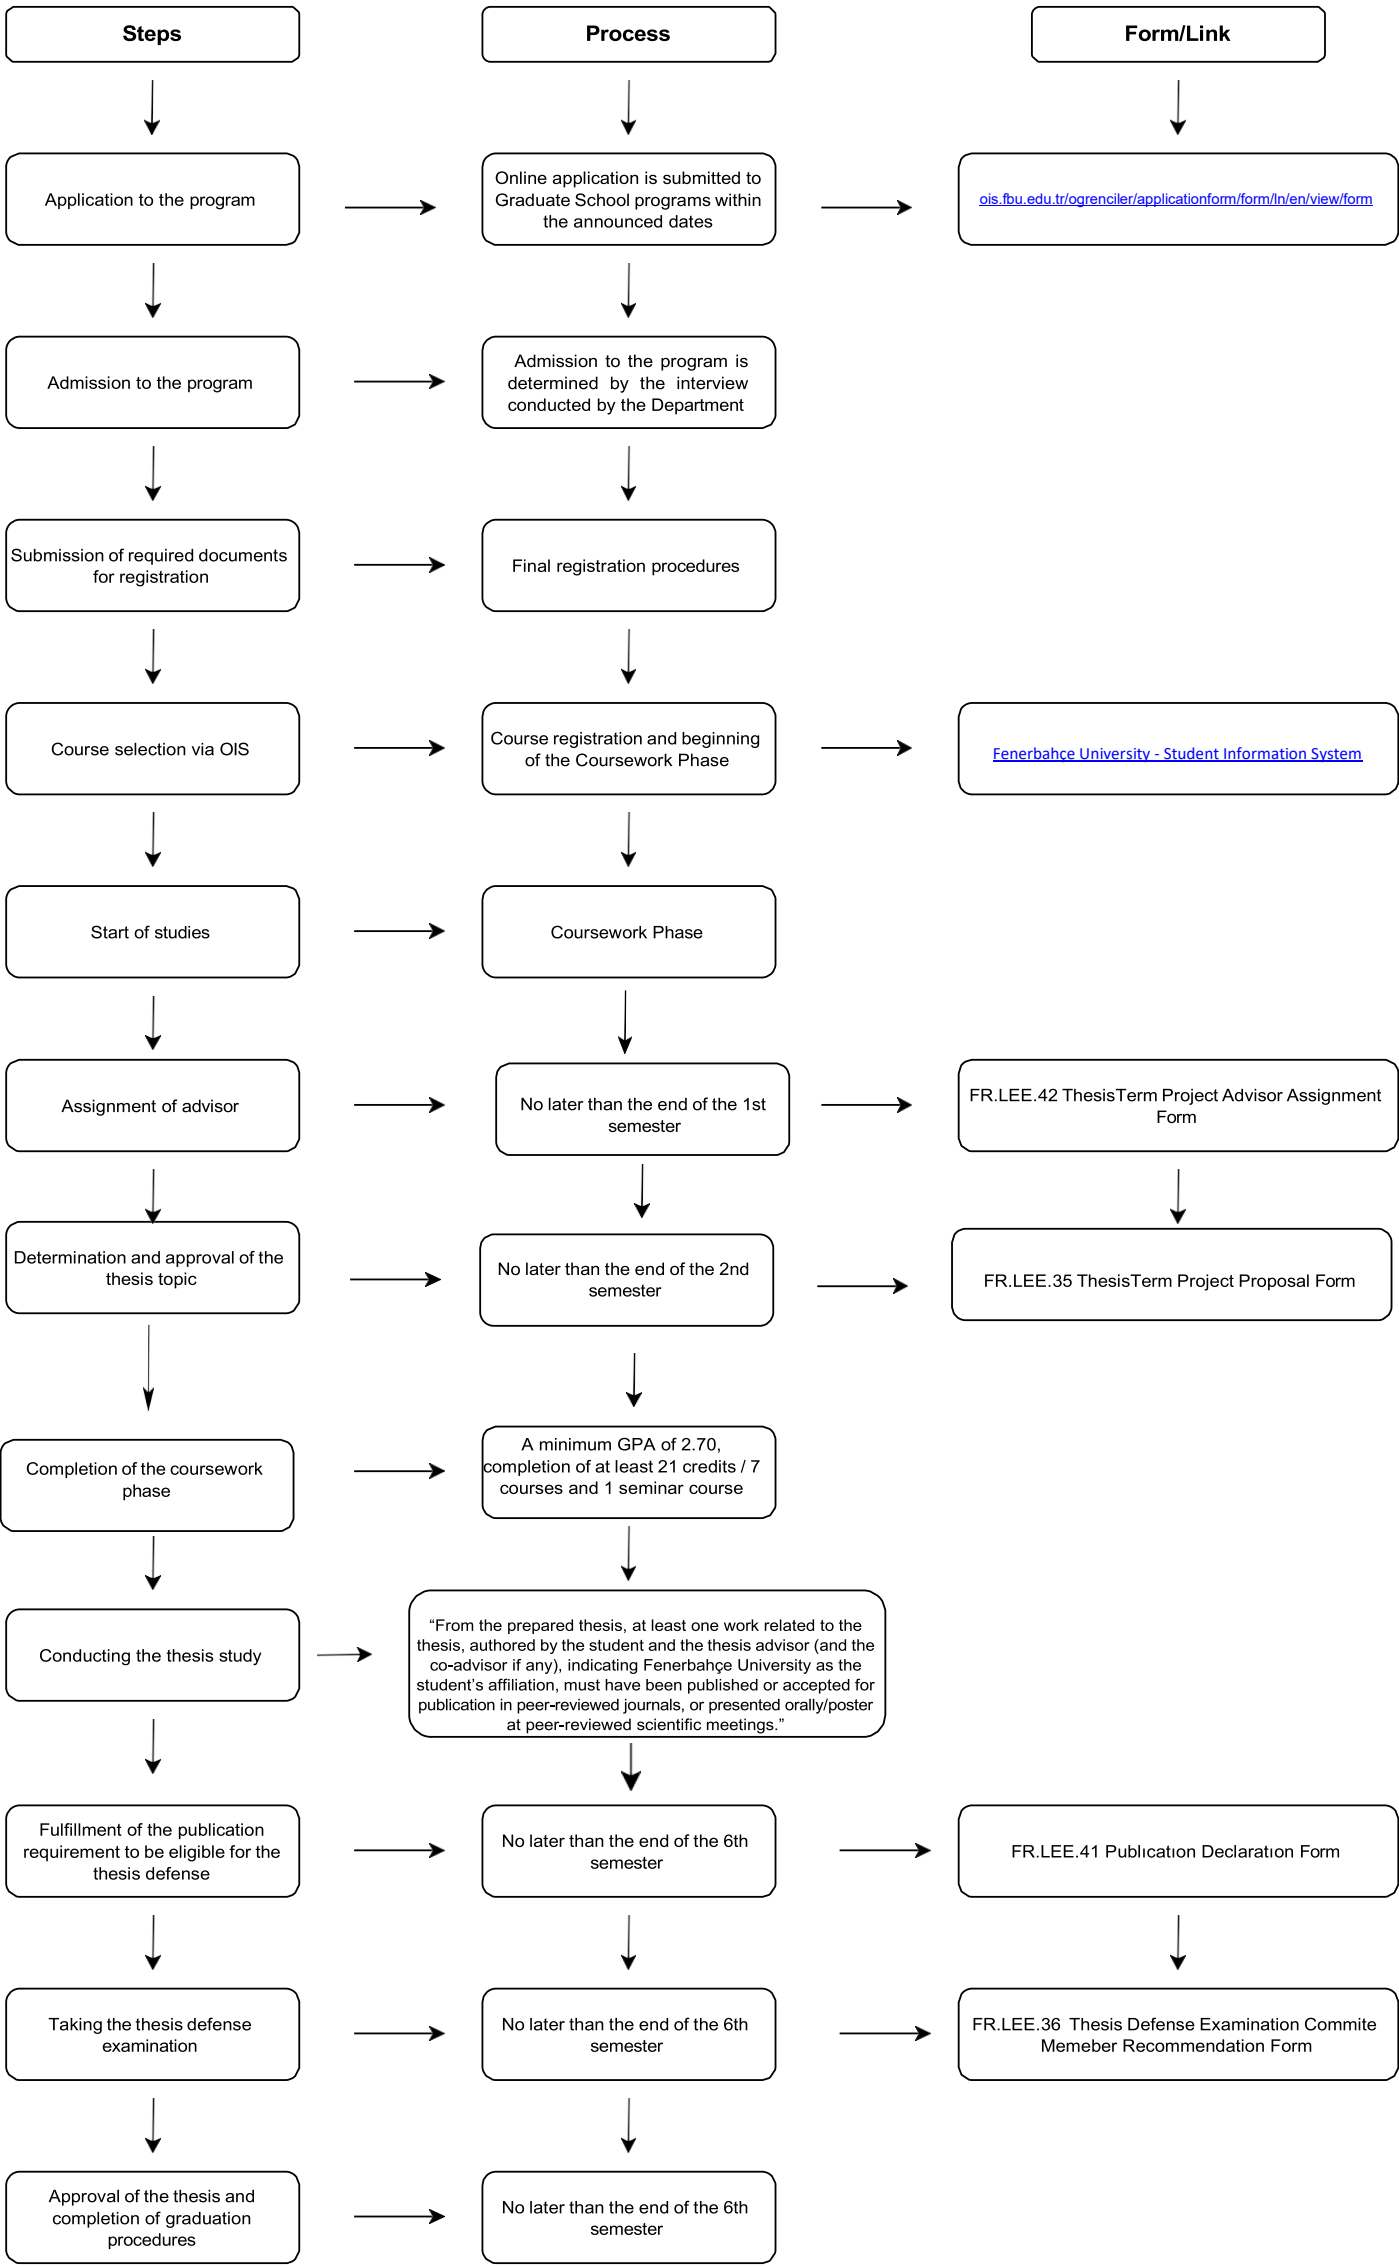 Steps
Process
Form/Link
Application to the program
Online application is submitted to
Graduate School programs within
the announced dates
ois.fbu.edu.tr/ogrenciler/applicationform/form/ln/en/view/form
Admission to the program
Admission to the program is
determined by the interview
conducted by the Department
Submission of required documents
for registration
Final registration procedures
Course selection via OIS
Course registration and beginning
of the Coursework Phase
Fenerbahçe University - Student Information System
Start of studies
Coursework Phase
Assignment of advisor
No later than the end of the 1st
semester
FR.LEE.42 ThesisTerm Project Advisor Assignment
Form
Determination and approval of the
thesis topic
No later than the end of the 2nd
semester
FR.LEE.35 ThesisTerm Project Proposal Form
Completion of the coursework
phase
A minimum GPA of 2.70,
completion of at least 21 credits / 7
courses and 1 seminar course
Conducting the thesis study
“From the prepared thesis, at least one work related to the
thesis, authored by the student and the thesis advisor (and the
co-advisor if any), indicating Fenerbahçe University as the
student’s affiliation, must have been published or accepted for
publication in peer-reviewed journals, or presented orally/poster
at peer-reviewed scientific meetings.”
Fulfillment of the publication
requirement to be eligible for the
thesis defense
No later than the end of the 6th
semester
FR.LEE.41 Publıcatıon Declaratıon Form
Taking the thesis defense
examination
No later than the end of the 6th
semester
FR.LEE.36 Thesis Defense Examination Commite
Memeber Recommendation Form
Approval of the thesis and
completion of graduation
procedures
No later than the end of the 6th
semester